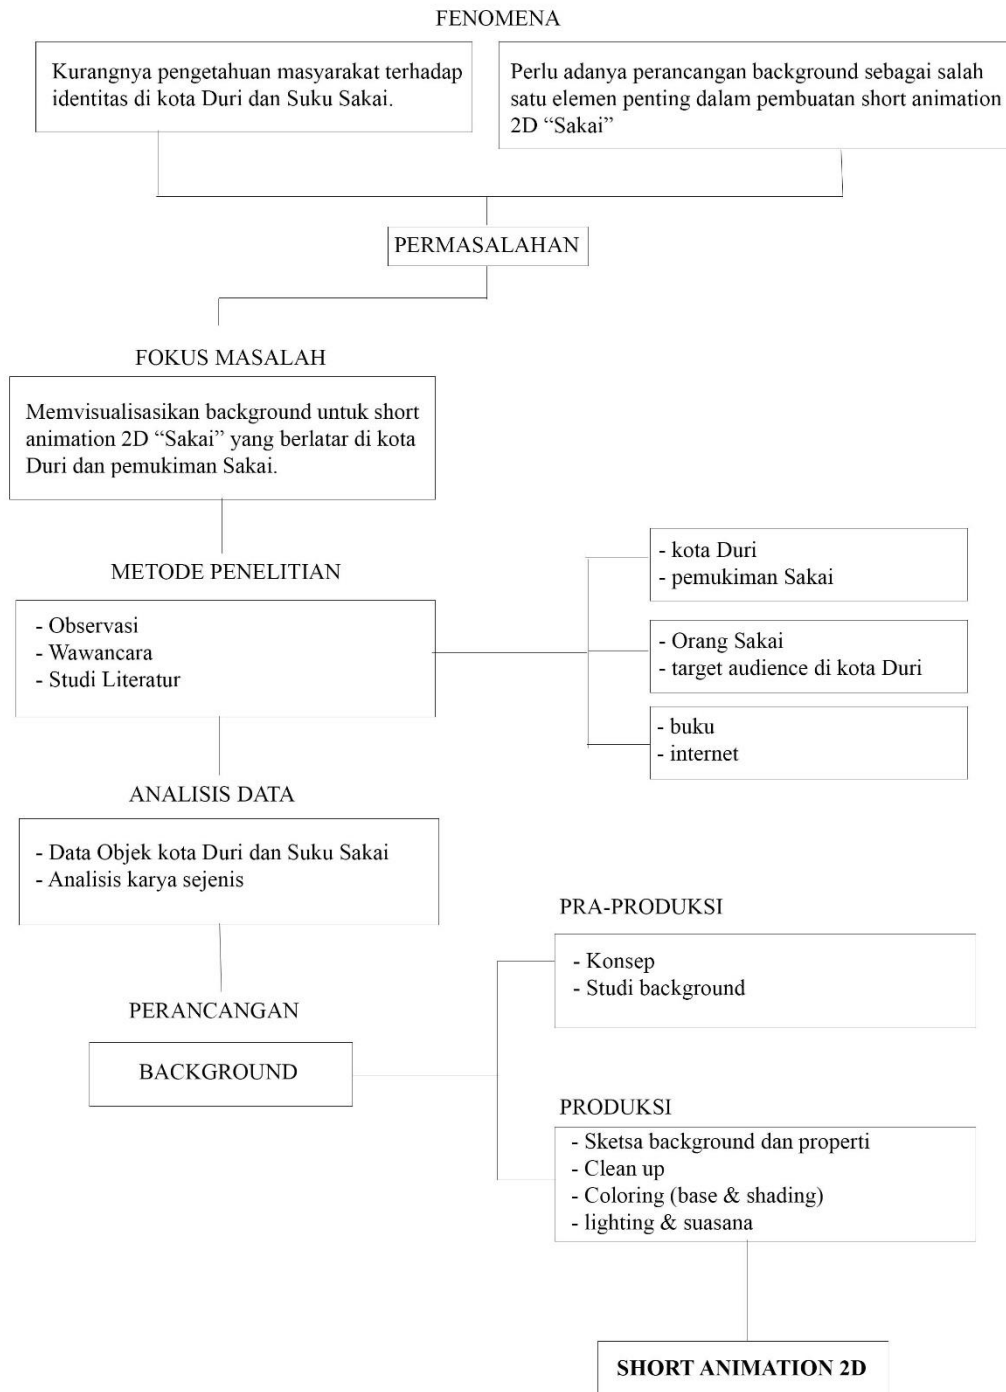 FENOMENA
Kurangnya pengetahuan masyarakat terhadap
identitas di kota Duri dan Suku Sakai.
Perlu adanya perancangan background sebagai salah
satu elemen penting dalam pembuatan short animation
2D “Sakai”
PERMASALAHAN
FOKUS MASALAH
Memvisualisasikan background untuk short
animation 2D “Sakai” yang berlatar di kota
Duri dan pemukiman Sakai.
METODE PENELITIAN
- Observasi
- Wawancara
- Studi Literatur
- kota Duri
- pemukiman Sakai
- Orang Sakai
- target audience di kota Duri
- buku
- internet
ANALISIS DATA
- Data Objek kota Duri dan Suku Sakai
- Analisis karya sejenis
PERANCANGAN
BACKGROUND
PRA-PRODUKSI
- Konsep
- Studi background
PRODUKSI
- Sketsa background dan properti
- Clean up
- Coloring (base & shading)
- lighting & suasana
SHORT ANIMATION 2D